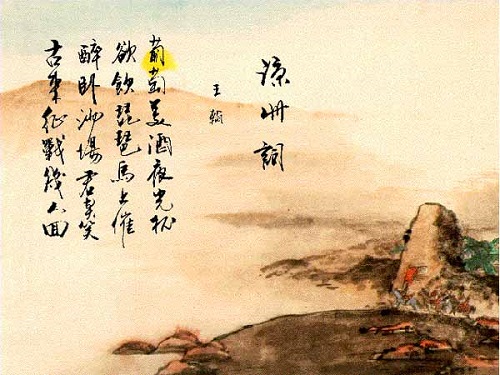 涼州詞
王翰
葡萄美酒夜光杯
欲飲琵琶馬上催
醉臥沙場君莫笑
古來征戰幾人回